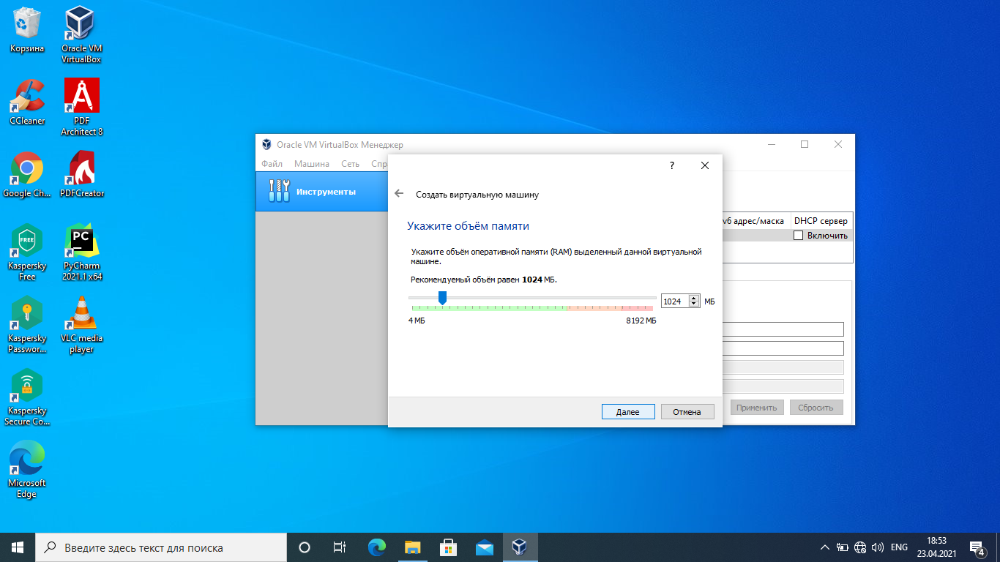 Корзина
Oracle VM
VirtualBox
CCleaner
PDF
Architect 8
Google Ch...
PDFCreator
FREE
Kaspersky
Free
PC
PyCharm
2021.1 x64
Kaspersky
Passwor...
VLC media
player
Kaspersky
Secure Co...
Microsoft
Edge
Oracle VM VirtualBox Менеджер
Файл Машина Сеть Спр
Инструменты
?
Создать виртуальную машину
Укажите объём памяти
Укажите объём оперативной памяти (RAM) выделенный данной виртуальной
машине.
Рекомендуемый объём равен 1024 МБ.
1024 МБ
4 МБ 8192 МБ
Далее Отмена
v6 адрес/маска DHCP сервер
Включить
Применить Сбросить
Введите здесь текст для поиска
ENG
18:53
23.04.2021
4